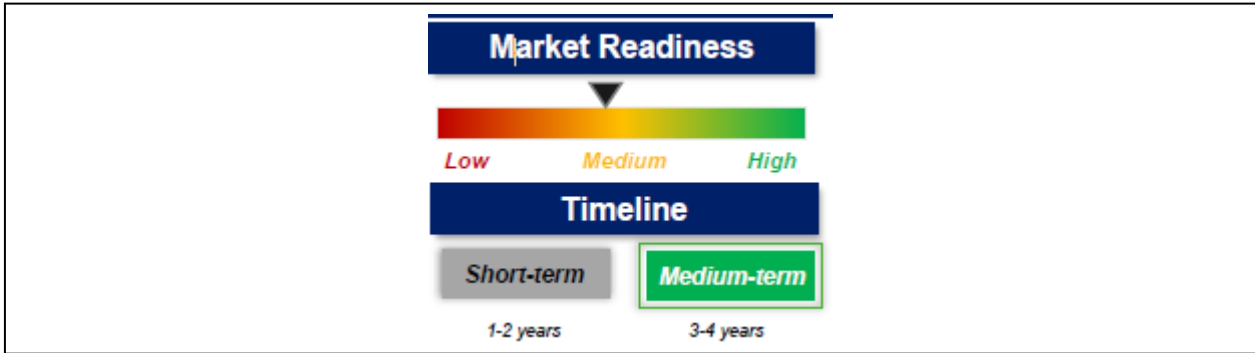 Market Readiness
Low Medium High
Timeline
Short-term Medium-term
1-2 years 3-4 years